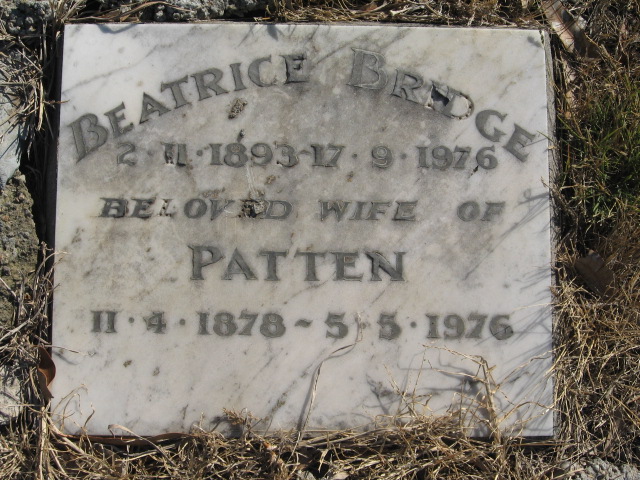 BEATRICE BRIDGE
2 · 11 · 1893-17 · 9 · 1976
BELOVED WIFE OF
PATTEN
11 · 4 · 1878 ~ 5 · 5 · 1976